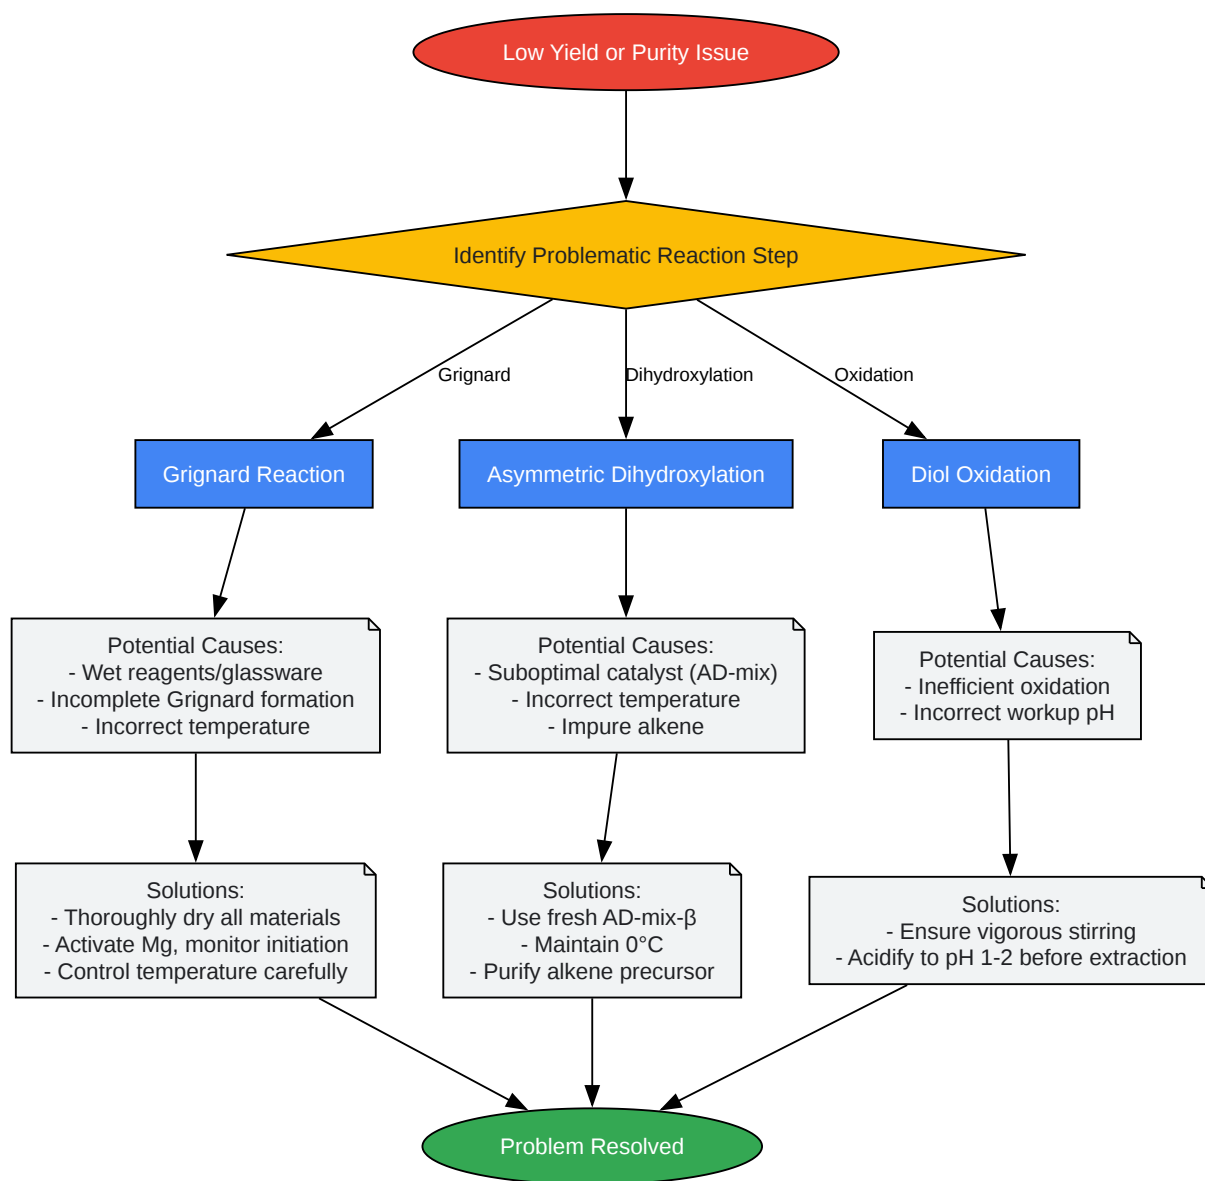 Low Yield or Purity Issue
Identify Problematic Reaction Step
Grignard
Dihydroxylation
Oxidation
Grignard Reaction
Asymmetric Dihydroxylation
Diol Oxidation
Potential Causes:
- Wet reagents/glassware
- Incomplete Grignard formation
- Incorrect temperature
Potential Causes:
- Suboptimal catalyst (AD-mix)
- Incorrect temperature
- Impure alkene
Potential Causes:
- Inefficient oxidation
- Incorrect workup pH
Solutions:
- Thoroughly dry all materials
- Activate Mg, monitor initiation
- Control temperature carefully
Solutions:
- Use fresh AD-mix-β
- Maintain 0°C
- Purify alkene precursor
Solutions:
- Ensure vigorous stirring
- Acidify to pH 1-2 before extraction
Problem Resolved